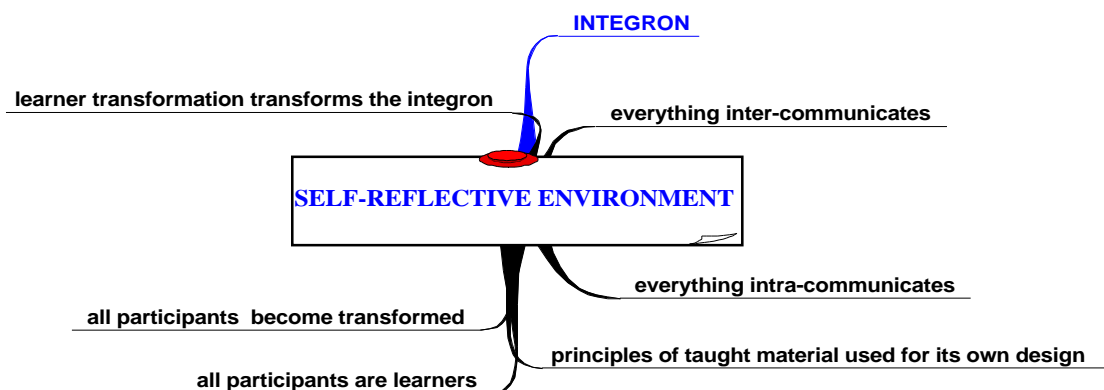 INTEGRON
learner transformation transforms the integron
everything inter-communicates
SELF-REFLECTIVE ENVIRONMENT
everything intra-communicates
all participants become transformed
principles of taught material used for its own design
all participants are learners